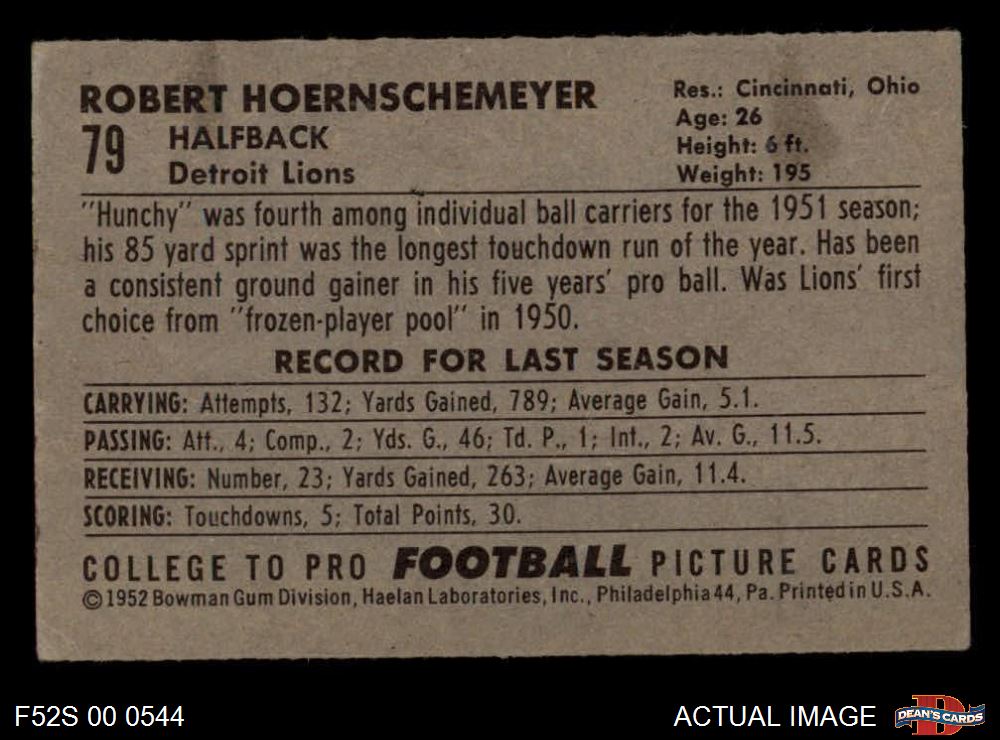 ROBERT HOERNSCHEMEYER
79
HALFBACK
Detroit Lions
Res.: Cincinnati, Ohio
Age: 26
Height: 6 ft.
Weight: 195
"Hunchy" was fourth among individual ball carriers for the 1951 season;
his 85 yard sprint was the longest touchdown run of the year. Has been
a consistent ground gainer in his five years' pro ball. Was Lions' first
choice from "frozen-player pool" in 1950.
RECORD FOR LAST SEASON
CARRYING: Attempts, 132; Yards Gained, 789; Average Gain, 5.1.
PASSING: Att., 4; Comp., 2; Yds. G., 46; Td. P., 1; Int., 2; Av. G., 11.5.
RECEIVING: Number, 23; Yards Gained, 263; Average Gain, 11.4.
SCORING: Touchdowns, 5; Total Points, 30.
COLLEGE TO PRO FOOTBALL PICTURE CARDS
©1952 Bowman Gum Division, Haelan Laboratories, Inc., Philadelphia 44, Pa. Printed in U.S.A.
F52S 00 0544
ACTUAL IMAGE
D
DEAN'S CARDS